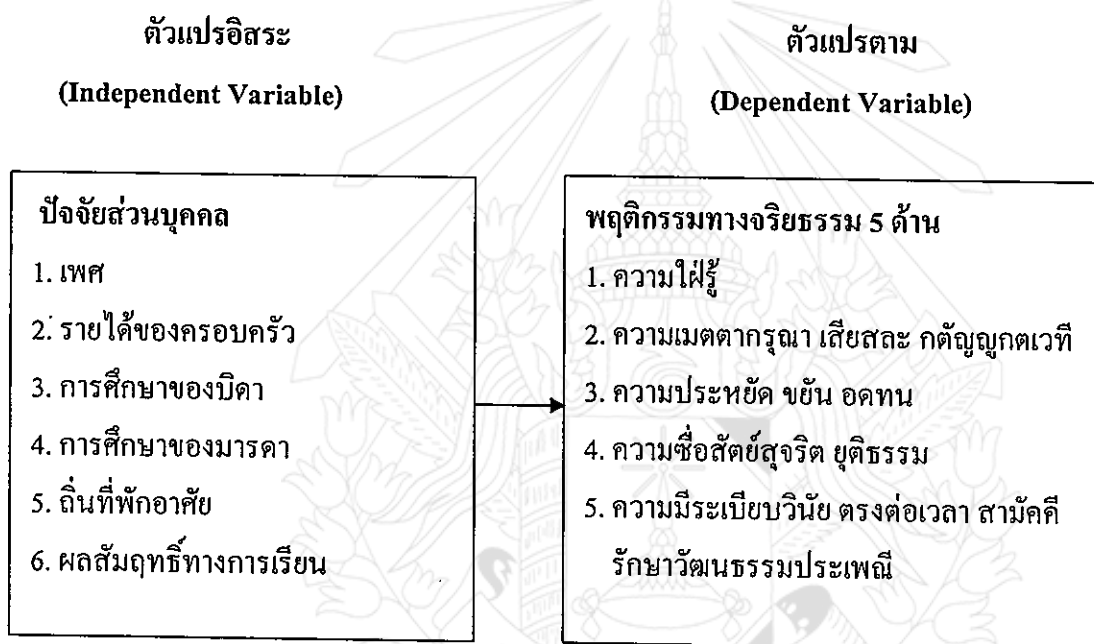 ตัวแปรอิสระ
(Independent Variable)
ตัวแปรตาม
(Dependent Variable)
ปัจจัยส่วนบุคคล
1. เพศ
2. รายได้ของครอบครัว
3. การศึกษาของบิดา
4. การศึกษาของมารดา
5. ถิ่นที่พักอาศัย
6. ผลสัมฤทธิ์ทางการเรียน
พฤติกรรมทางจริยธรรม 5 ด้าน
1. ความใฝ่รู้
2. ความเมตตากรุณา เสียสละ กตัญญูกตเวที
3. ความประหยัด ขยัน อดทน
4. ความซื่อสัตย์สุจริต ยุติธรรม
5. ความมีระเบียบวินัย ตรงต่อเวลา สามัคคี
รักษาวัฒนธรรมประเพณี